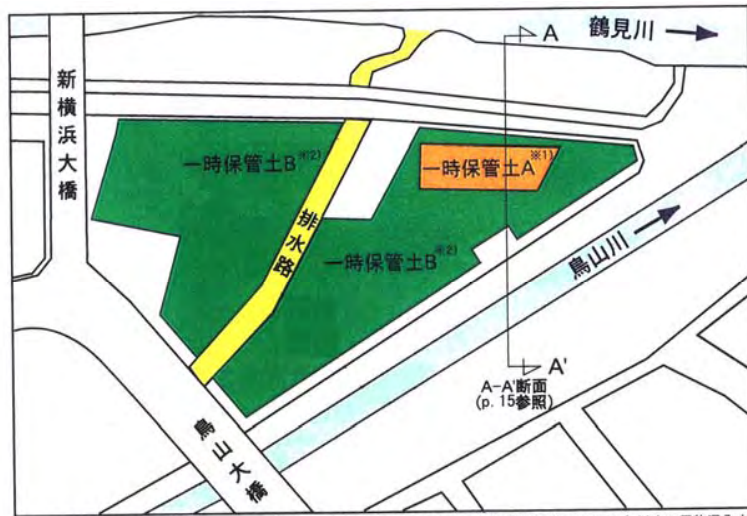 A
鶴見川
新横浜大橋
一時保管土B※2)
一時保管土A※1)
排水路
一時保管土B※2)
鳥山川
A'
A-A'断面
(p. 15参照)
鳥山大橋